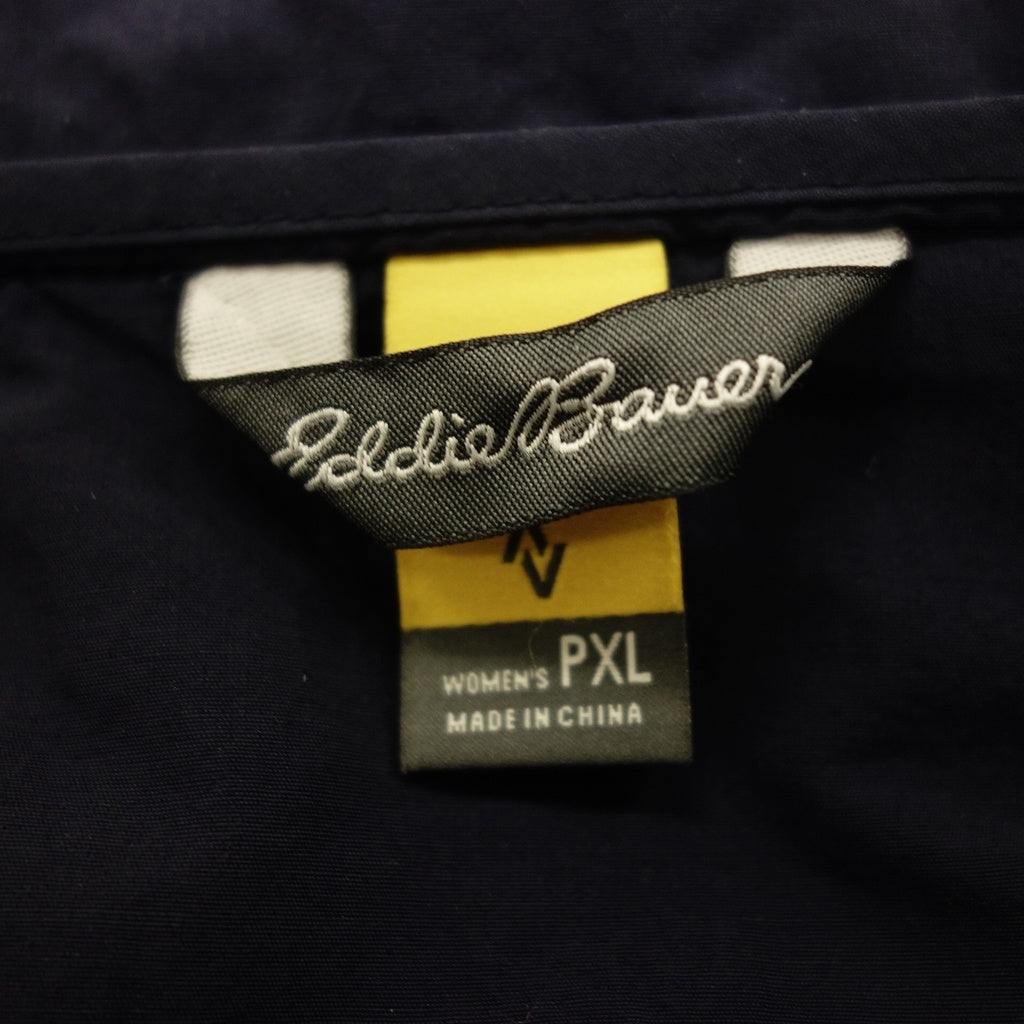 Eddie Bauer
WOMEN'S PXL
MADE IN CHINA